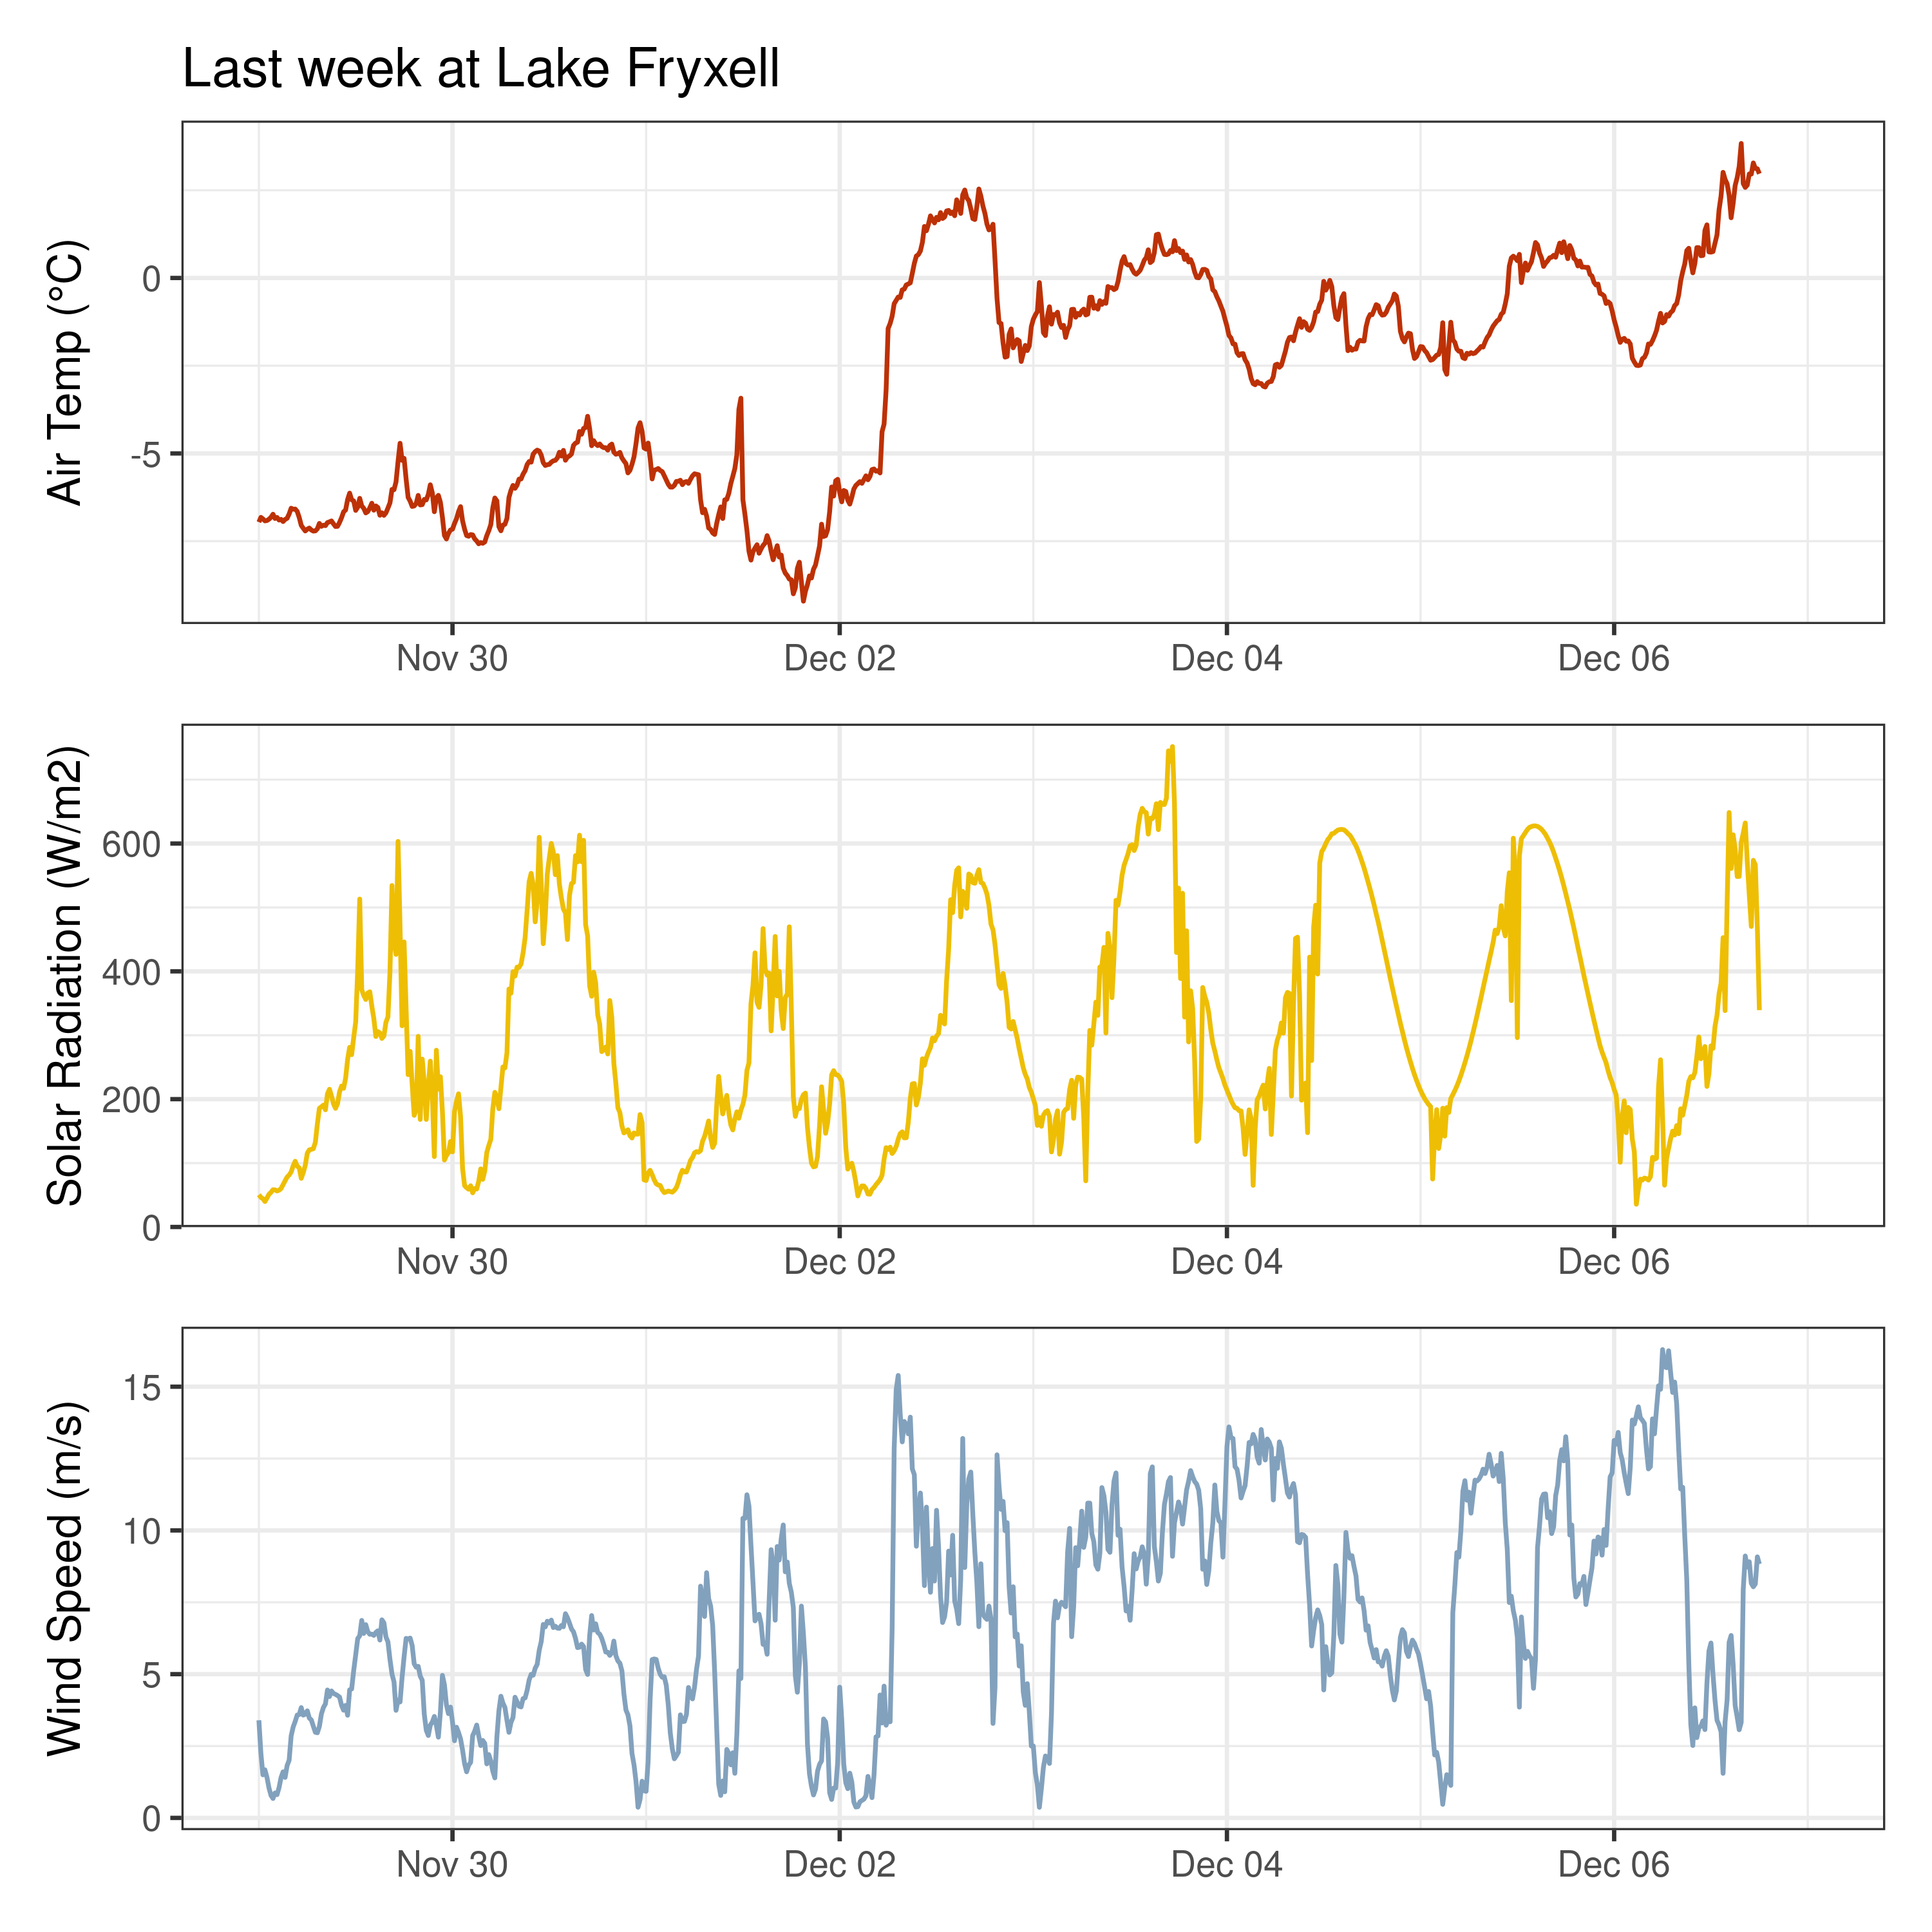 Last week at Lake Fryxell
Air Temp (°C)
0
-5
Nov 30 Dec 02 Dec 04 Dec 06
Solar Radiation (W/m2)
600
400
200
0
Nov 30 Dec 02 Dec 04 Dec 06
Wind Speed (m/s)
15
10
5
0
Nov 30 Dec 02 Dec 04 Dec 06